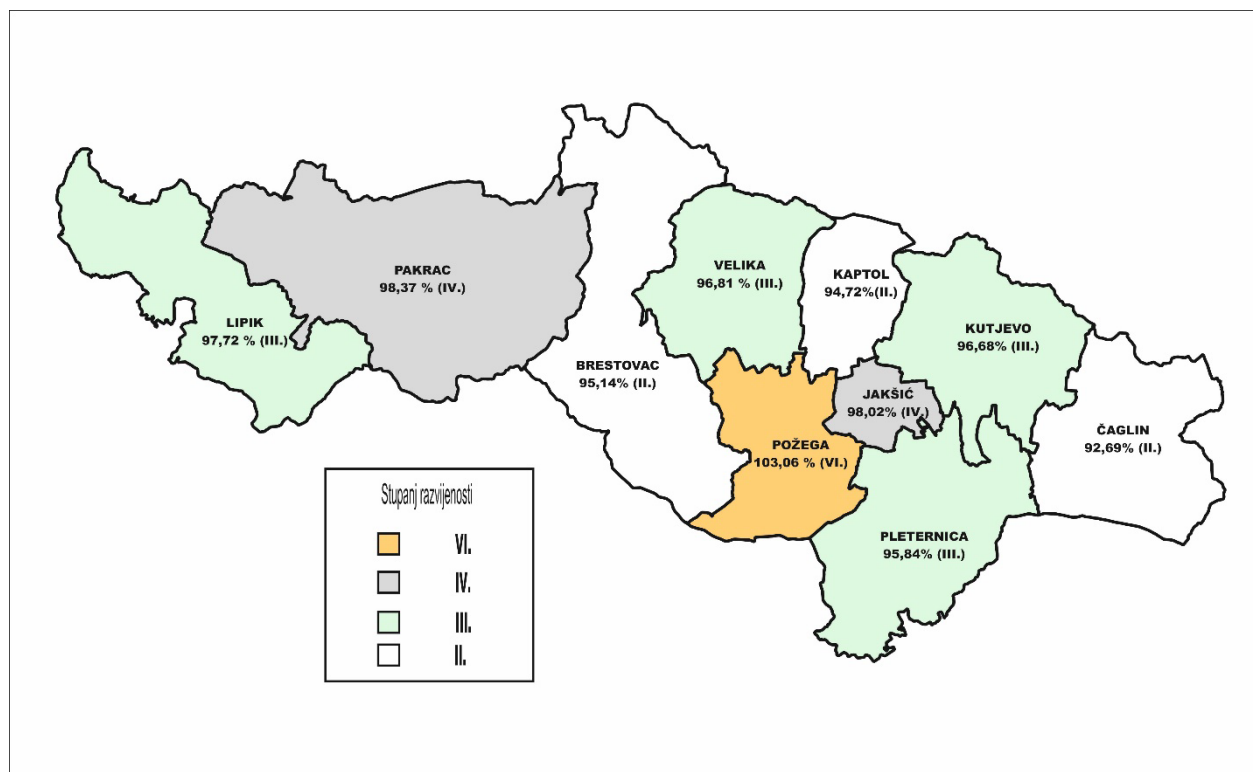 PAKRAC
98,37 % (IV.)
VELIKA
96,81 % (III.)
KAPTOL
94,72%(II.)
LIPIK
97,72 % (III.)
KUTJEVO
96,68% (III.)
BRESTOVAC
95,14% (II.)
JAKŠIĆ
98,02% (IV.)
ČAGLIN
92,69% (II.)
POŽEGA
103,06 % (VI.)
PLETERNICA
95,84% (III.)
Stupanj razvijenosti
VI.
IV.
III.
II.